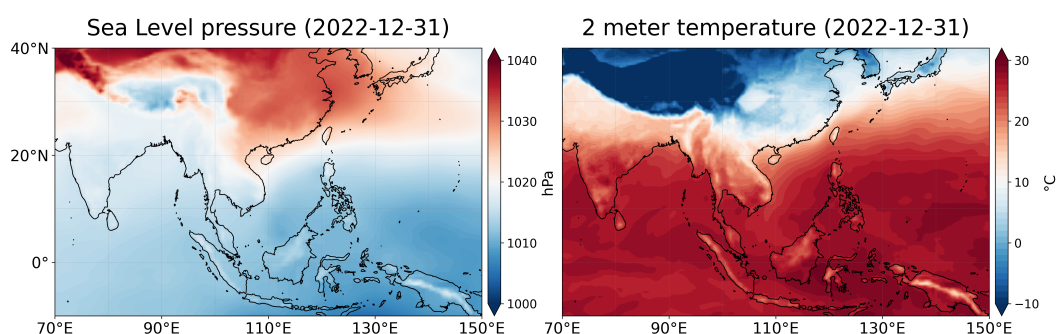 Sea Level pressure (2022-12-31)
40°N
20°N
0°
70°E
90°E
110°E
130°E
150°E
1040
1030
1020
1010
1000
hPa
2 meter temperature (2022-12-31)
70°E
90°E
110°E
130°E
150°E
30
20
10
0
−10
°C